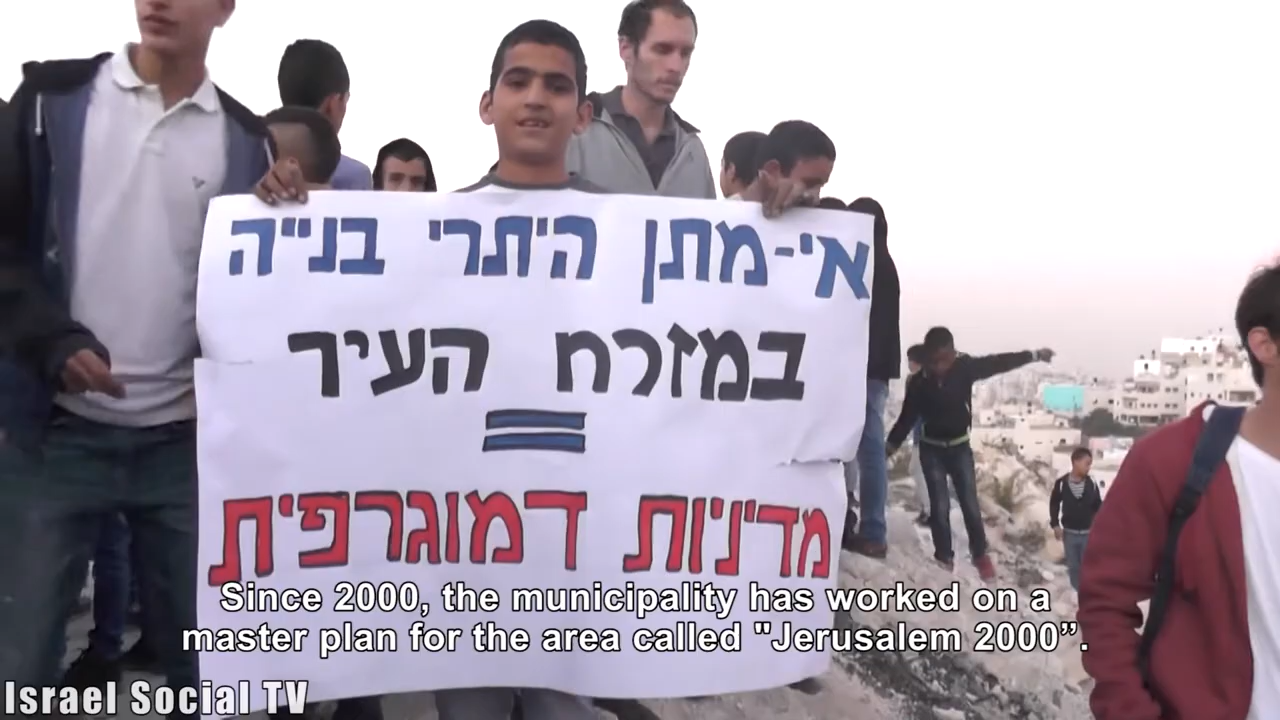 אי-מתן היתרי בנייה
במזרח העיר
=
מדיניות דמוגרפית
Since 2000, the municipality has worked on a
master plan for the area called "Jerusalem 2000”.
Israel Social TV